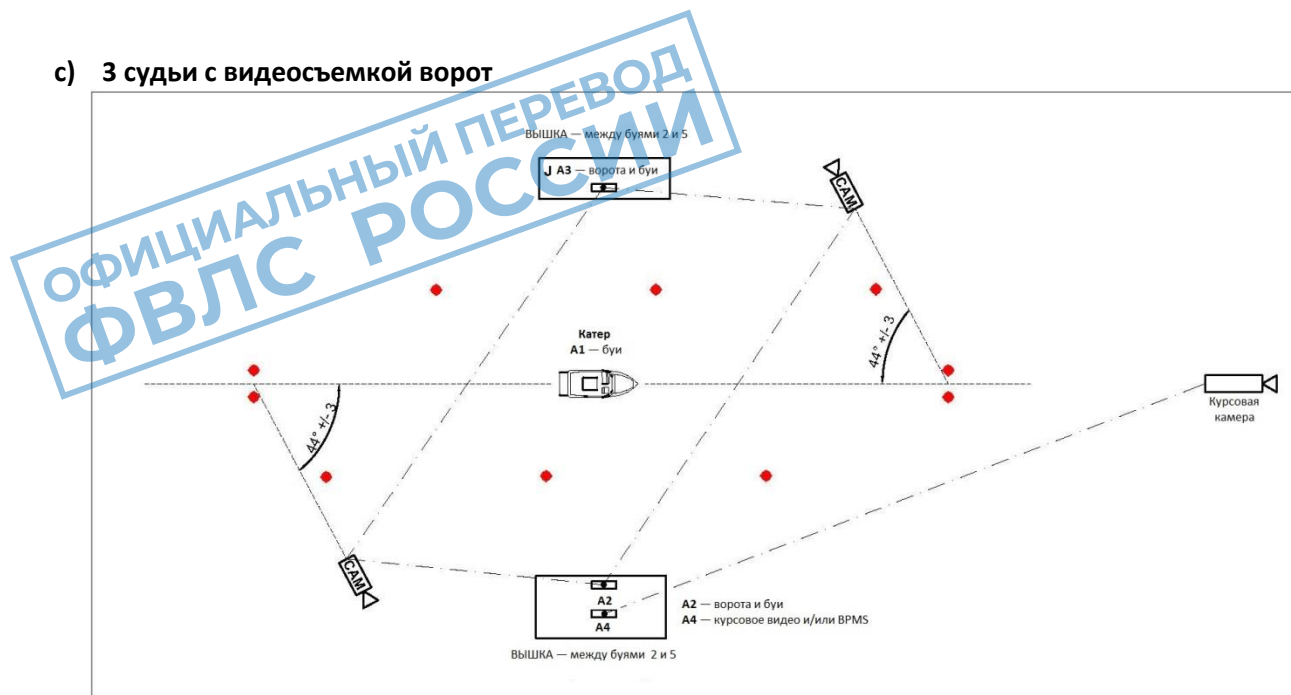 c) 3 судьи с видеосъемкой ворот
ОФИЦИАЛЬНЫЙ ПЕРЕВОД
ФВЛС РОССИИ
ВЫШКА — между буями 2 и 5
J A3 — ворота и буи
CAM
Катер
A1 — буи
44° +/- 3
44° +/- 3
Курсовая
камера
CAM
A2
A4
A2 — ворота и буи
A4 — курсовое видео и/или BPMS
ВЫШКА — между буями 2 и 5